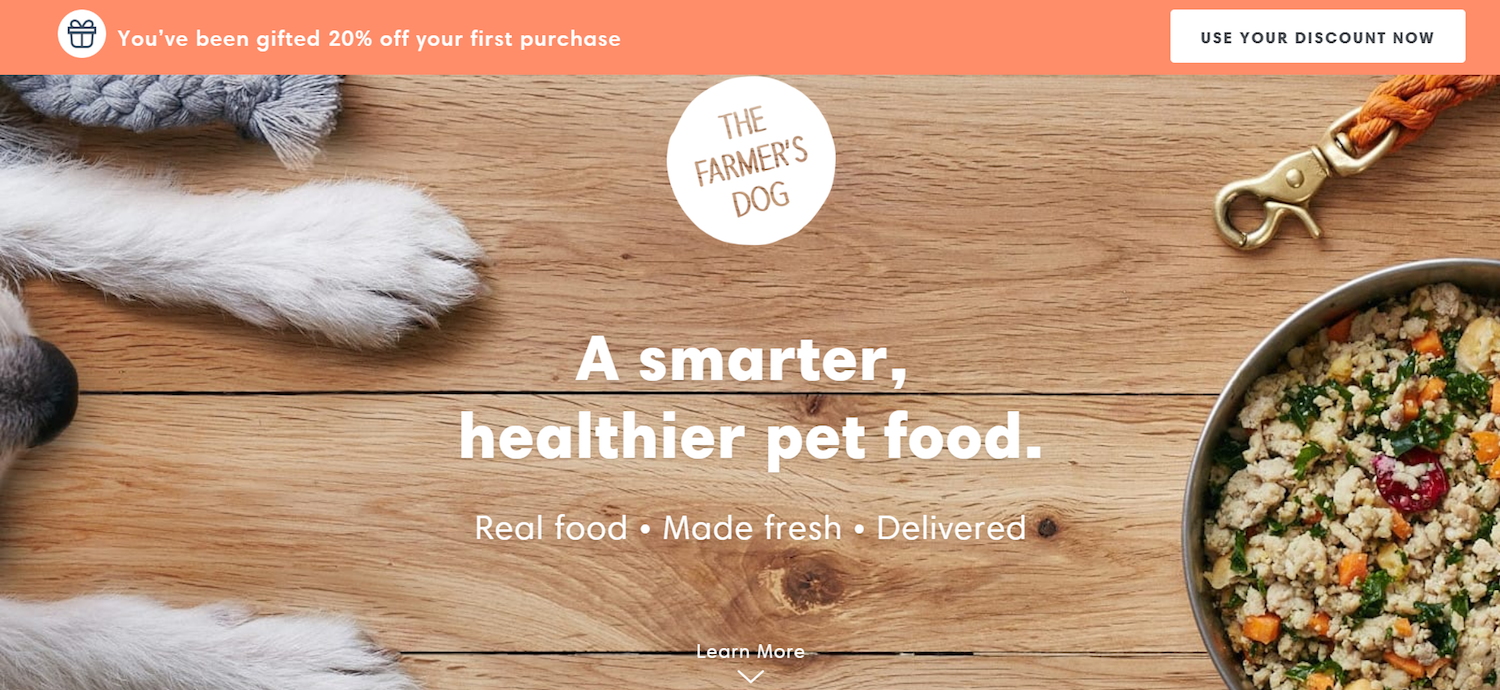 You've been gifted 20% off your first purchase
USE YOUR DISCOUNT NOW
THE
FARMER'S
DOG
A smarter,
healthier pet food.
Real food • Made fresh • Delivered
Learn More